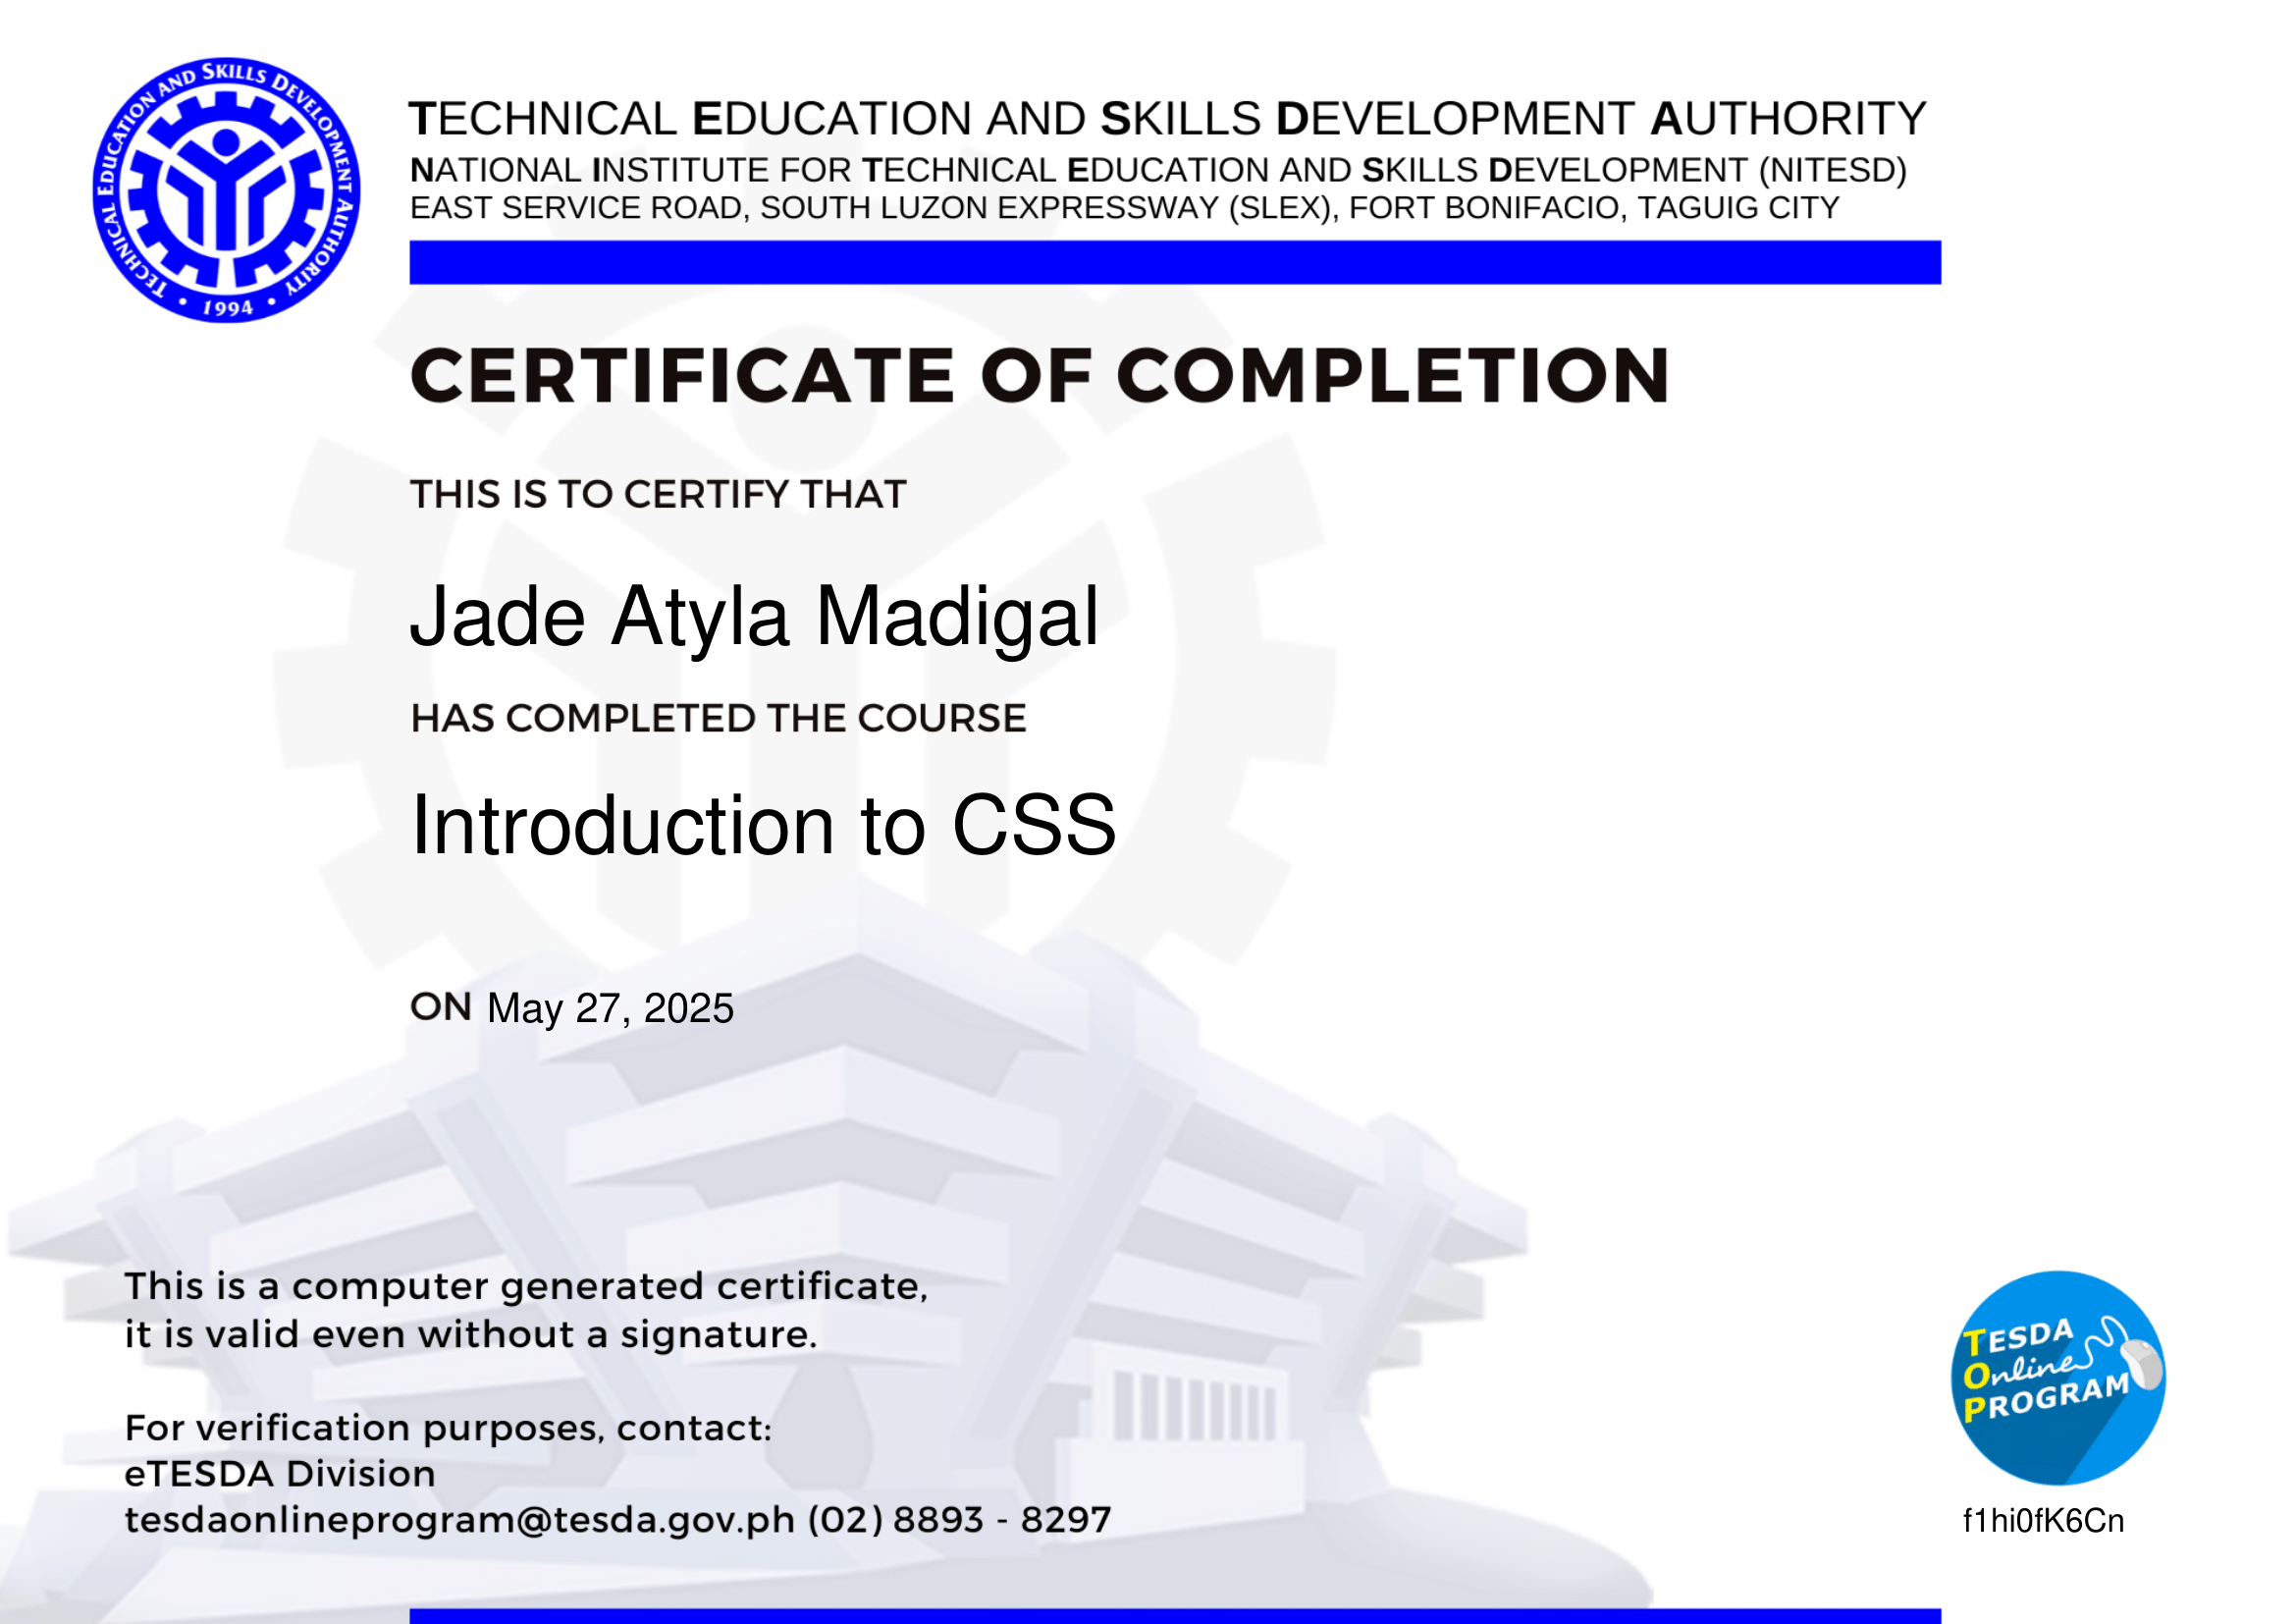 TECHNICAL EDUCATION AND SKILLS DEVELOPMENT AUTHORITY
• 1994 •
TECHNICAL EDUCATION AND SKILLS DEVELOPMENT AUTHORITY
NATIONAL INSTITUTE FOR TECHNICAL EDUCATION AND SKILLS DEVELOPMENT (NITESD)
EAST SERVICE ROAD, SOUTH LUZON EXPRESSWAY (SLEX), FORT BONIFACIO, TAGUIG CITY
CERTIFICATE OF COMPLETION
THIS IS TO CERTIFY THAT
Jade Atyla Madigal
HAS COMPLETED THE COURSE
Introduction to CSS
ON May 27, 2025
This is a computer generated certificate,
it is valid even without a signature.
For verification purposes, contact:
eTESDA Division
tesdaonlineprogram@tesda.gov.ph (02) 8893 - 8297
TESDA
Online
PROGRAM
f1hi0fK6Cn